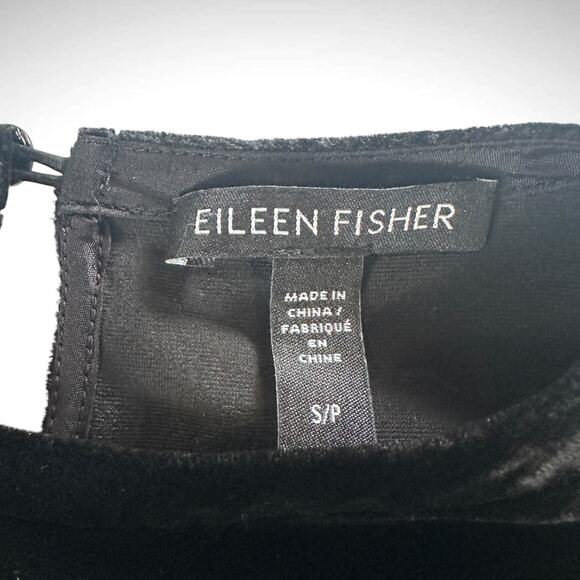 EILEEN FISHER
MADE IN
CHINA /
FABRIQUÉ
EN
CHINE
S/P